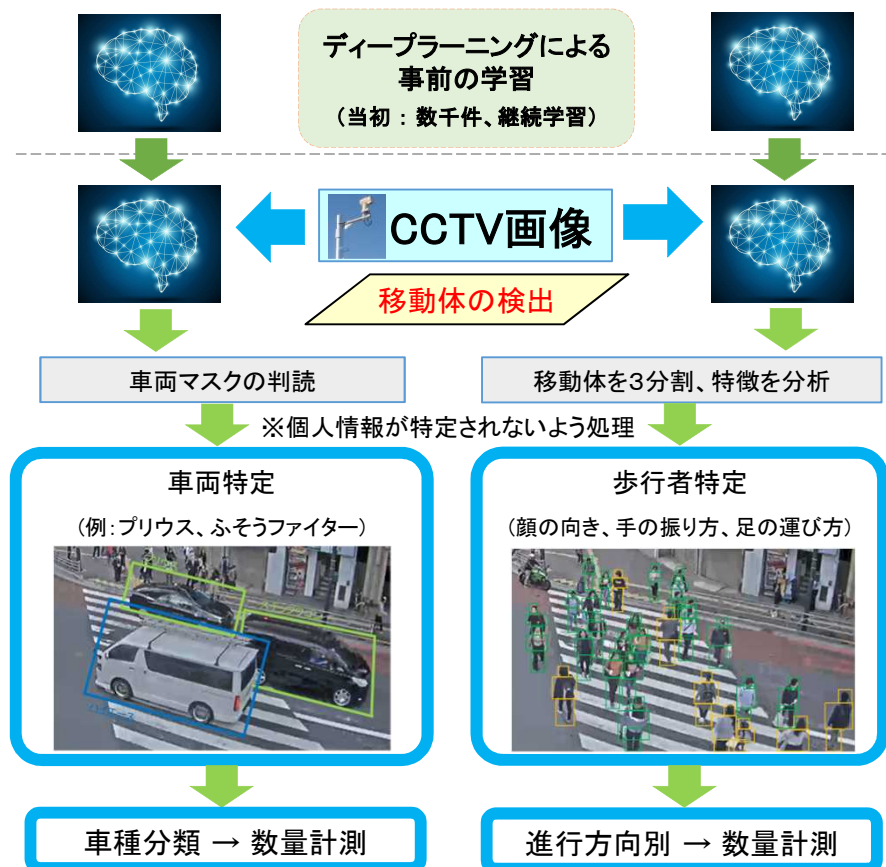 ディープラーニングによる
事前の学習
（当初：数千件、継続学習）
CCTV画像
移動体の検出
車両マスクの判読
移動体を３分割、特徴を分析
※個人情報が特定されないよう処理
車両特定
（例：プリウス、ふそうファイター）
ハイエース
歩行者特定
（顔の向き、手の振り方、足の運び方）
車種分類 → 数量計測
進行方向別 → 数量計測